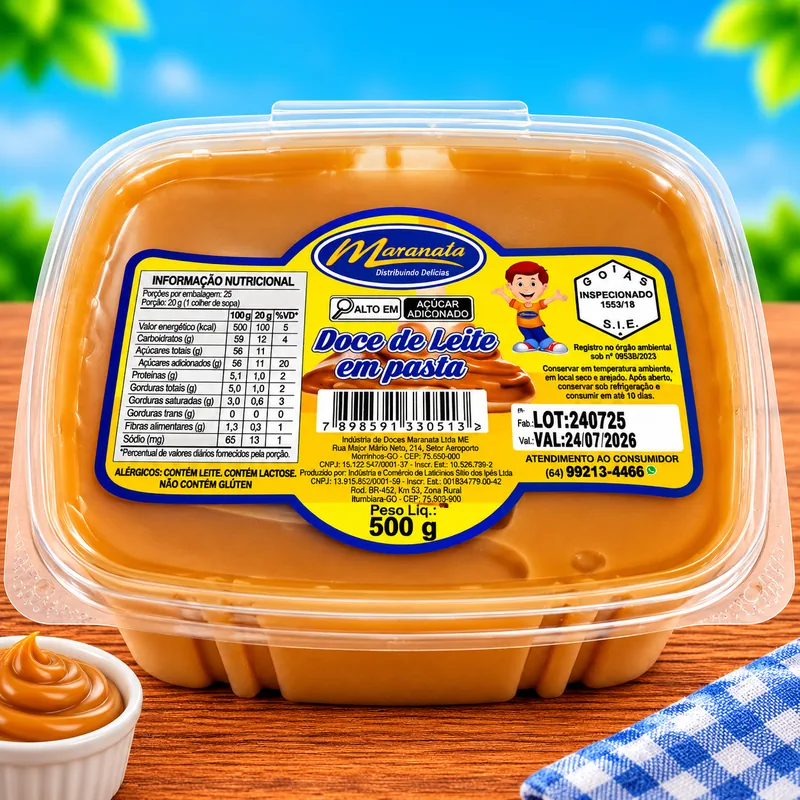 Maranata
Distribuindo Delícias
INFORMAÇÃO NUTRICIONAL
Porções por embalagem: 25
Porção: 20 g (1 colher de sopa)
100 g 20 g %VD*
Valor energético (kcal) 500 100 5
Carboidratos (g) 59 12 4
Açúcares totais (g) 56 11
Açúcares adicionados (g) 56 11 20
Proteínas (g) 5,1 1,0 2
Gorduras totais (g) 5,0 1,0 2
Gorduras saturadas (g) 3,0 0,6 3
Gorduras trans (g) 0 0 0
Fibras alimentares (g) 1,3 0,3 1
Sódio (mg) 65 13 1
*Percentual de valores diários fornecidos pela porção.
ALÉRGICOS: CONTÉM LEITE. CONTÉM LACTOSE.
NÃO CONTÉM GLÚTEN
ALTO EM
AÇÚCAR
ADICIONADO
Doce de Leite
em pasta
7 898591 330513 >
Indústria de Doces Maranata Ltda ME
Rua Major Mário Neto, 214, Setor Aeroporto
Morrinhos-GO - CEP: 75.650-000
CNPJ: 15.122.547/0001-37 - Inscr. Est.: 10.526.739-2
Produzido por: Indústria e Comércio de Laticínios Sítio dos Ipês Ltda
CNPJ: 13.915.852/0001-59 - Inscr. Est.: 001834779.00-42
Rod. BR-452, Km 53, Zona Rural
Itumbiara-GO - CEP: 75.903-900
Peso Liq.:
500 g
GOIÁS
INSPECIONADO
1553/18
S.I.E.
Registro no órgão ambiental
sob nº 0953B/2023
Conservar em temperatura ambiente,
em local seco e arejado. Após aberto,
conservar sob refrigeração e
consumir em até 10 dias.
Fab.: LOT:240725
Val.: VAL:24/07/2026
ATENDIMENTO AO CONSUMIDOR
(64) 99213-4466